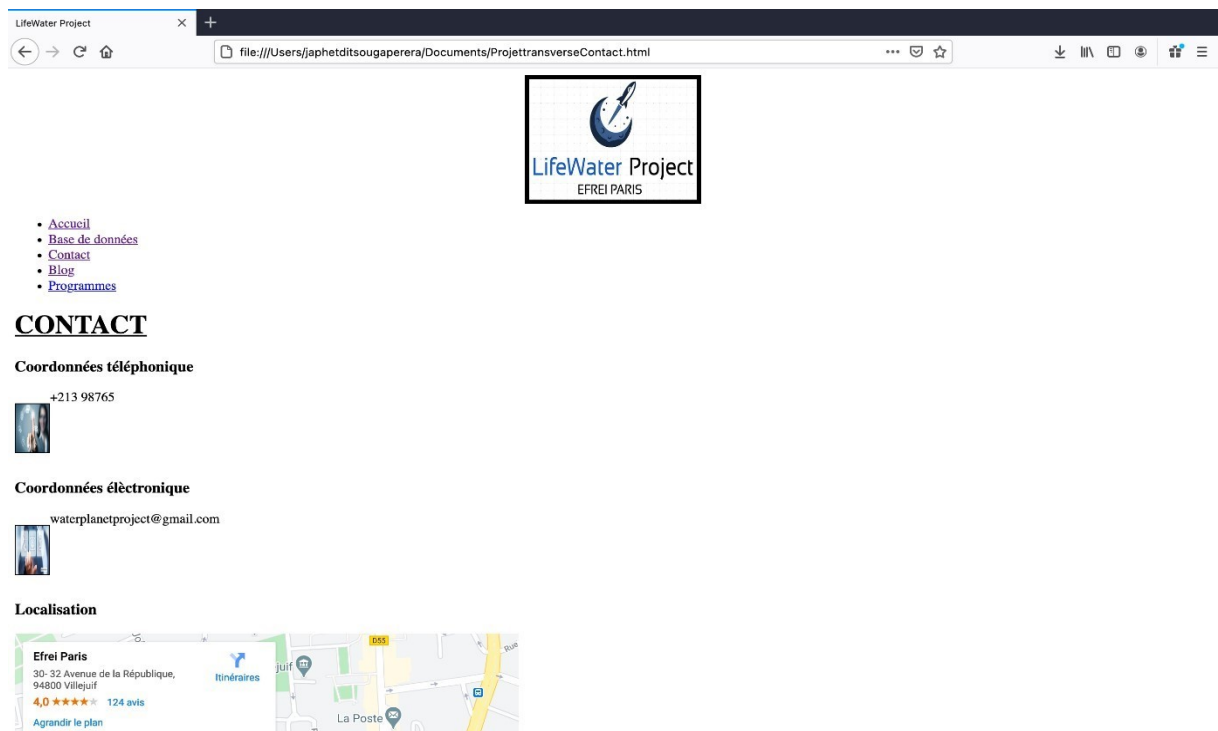 LifeWater Project
file:///Users/japhetditsougaperera/Documents/ProjettransverseContact.html
LifeWater Project
EFREI PARIS
Accueil
Base de données
Contact
Blog
Programmes
CONTACT
Coordonnées téléphonique
+213 98765
Coordonnées élèctronique
waterplanetproject@gmail.com
Localisation
Efrei Paris
30- 32 Avenue de la République,
94800 Villejuif
4,0 ★★★★★ 124 avis
Agrandir le plan
Itinéraires
juif
D55
Rue
La Poste